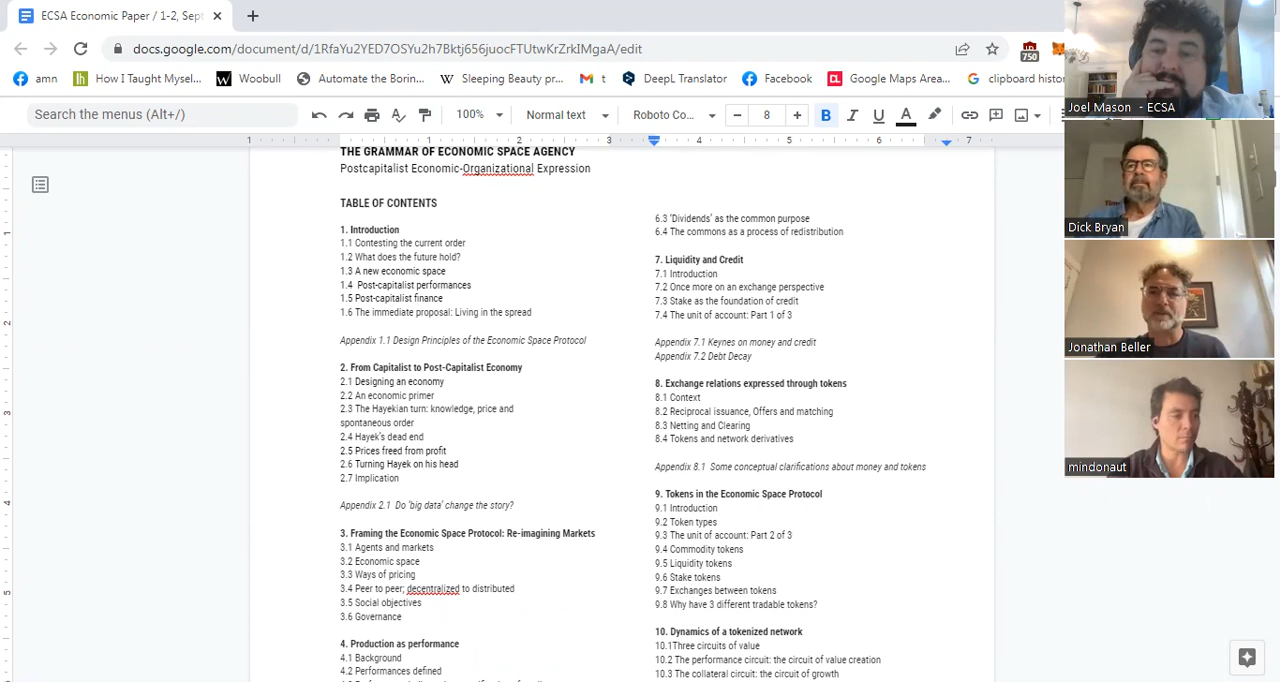 ECSA Economic Paper / 1-2, Sept
docs.google.com/document/d/1RfaYu2YED7OSYu2h7Bktj656juocFTUtwKrZrkIMgaA/edit
750
amn
How I Taught Mysel...
Woobull
Automate the Borin...
Sleeping Beauty pr...
t
DeepL Translator
Facebook
Google Maps Area...
clipboard histor
Search the menus (Alt+/)
100%
Normal text
Roboto Co...
8
B
I
U
A
1 1 2 3 4 5 6 7
THE GRAMMAR OF ECONOMIC SPACE AGENCY
Postcapitalist Economic-Organizational Expression
TABLE OF CONTENTS
1. Introduction
1.1 Contesting the current order
1.2 What does the future hold?
1.3 A new economic space
1.4 Post-capitalist performances
1.5 Post-capitalist finance
1.6 The immediate proposal: Living in the spread
Appendix 1.1 Design Principles of the Economic Space Protocol
2. From Capitalist to Post-Capitalist Economy
2.1 Designing an economy
2.2 An economic primer
2.3 The Hayekian turn: knowledge, price and
spontaneous order
2.4 Hayek's dead end
2.5 Prices freed from profit
2.6 Turning Hayek on his head
2.7 Implication
Appendix 2.1 Do 'big data' change the story?
3. Framing the Economic Space Protocol: Re-imagining Markets
3.1 Agents and markets
3.2 Economic space
3.3 Ways of pricing
3.4 Peer to peer; decentralized to distributed
3.5 Social objectives
3.6 Governance
4. Production as performance
4.1 Background
4.2 Performances defined
6.3 'Dividends' as the common purpose
6.4 The commons as a process of redistribution
7. Liquidity and Credit
7.1 Introduction
7.2 Once more on an exchange perspective
7.3 Stake as the foundation of credit
7.4 The unit of account: Part 1 of 3
Appendix 7.1 Keynes on money and credit
Appendix 7.2 Debt Decay
8. Exchange relations expressed through tokens
8.1 Context
8.2 Reciprocal issuance, Offers and matching
8.3 Netting and Clearing
8.4 Tokens and network derivatives
Appendix 8.1 Some conceptual clarifications about money and tokens
9. Tokens in the Economic Space Protocol
9.1 Introduction
9.2 Token types
9.3 The unit of account: Part 2 of 3
9.4 Commodity tokens
9.5 Liquidity tokens
9.6 Stake tokens
9.7 Exchanges between tokens
9.8 Why have 3 different tradable tokens?
10. Dynamics of a tokenized network
10.1Three circuits of value
10.2 The performance circuit: the circuit of value creation
10.3 The collateral circuit: the circuit of growth
1
2
3
4
5
Joel Mason - ECSA
Dick Bryan
Jonathan Beller
mindonaut